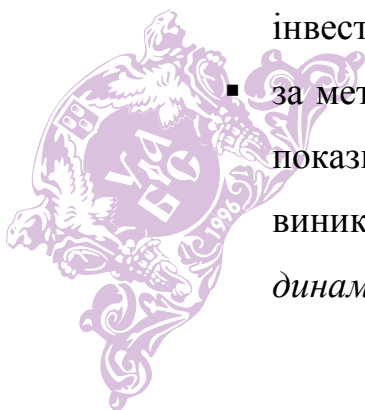 інвест
за мет
показ
виник
динам
УАБС
1996